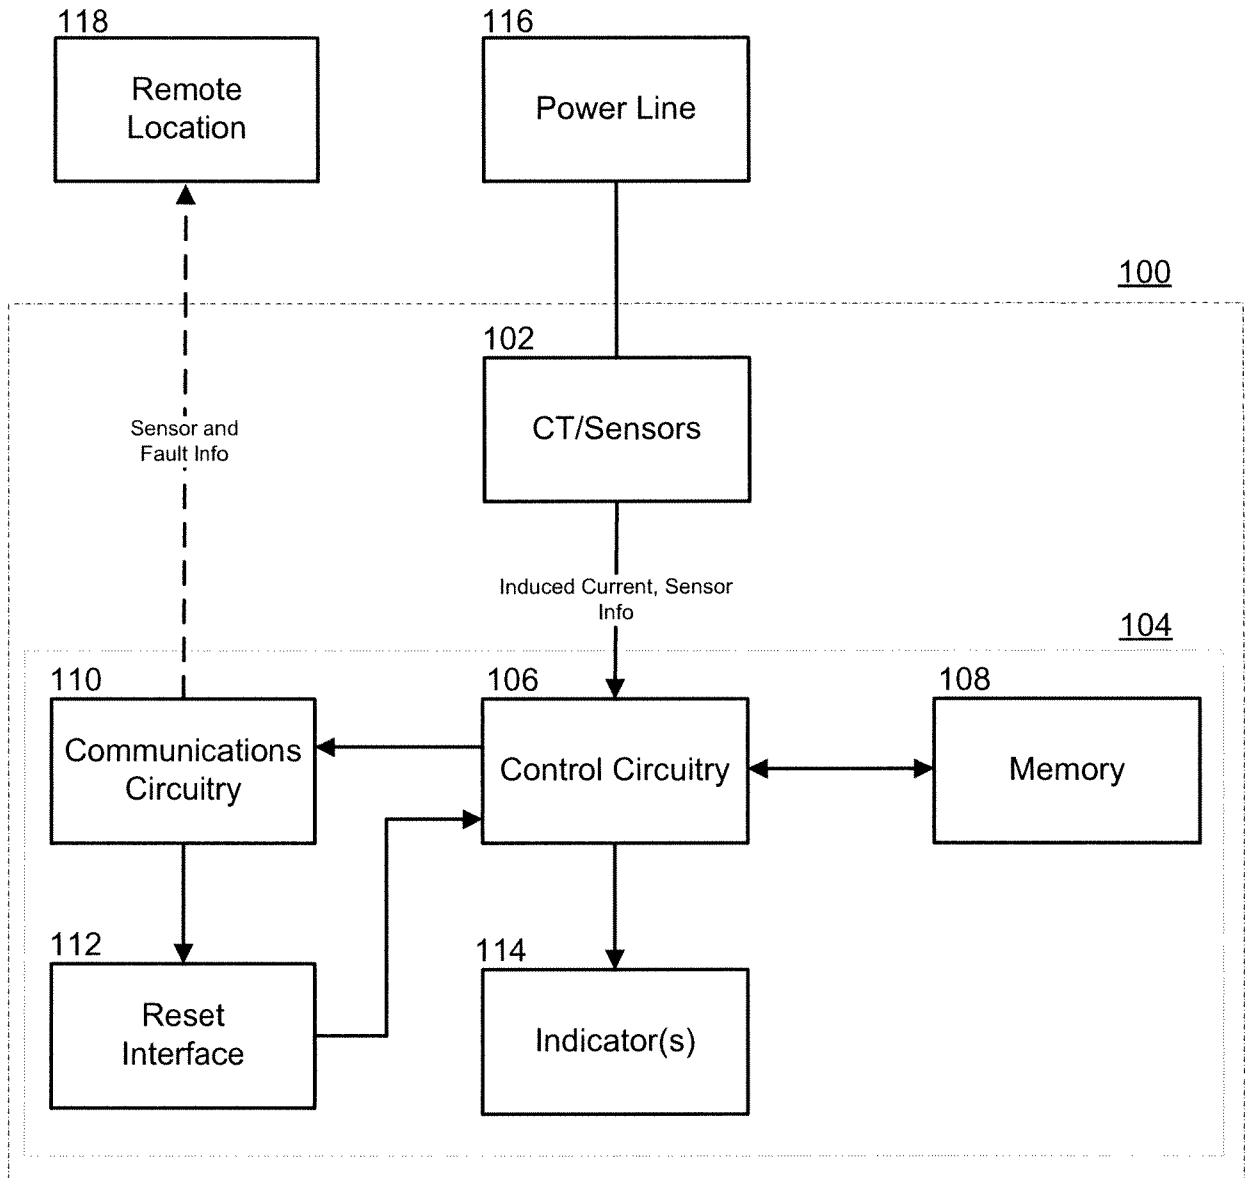 118
Remote
Location
116
Power Line
100
102
CT/Sensors
Sensor and
Fault Info
Induced Current, Sensor
Info
104
110
Communications
Circuitry
106
Control Circuitry
108
Memory
112
Reset
Interface
114
Indicator(s)